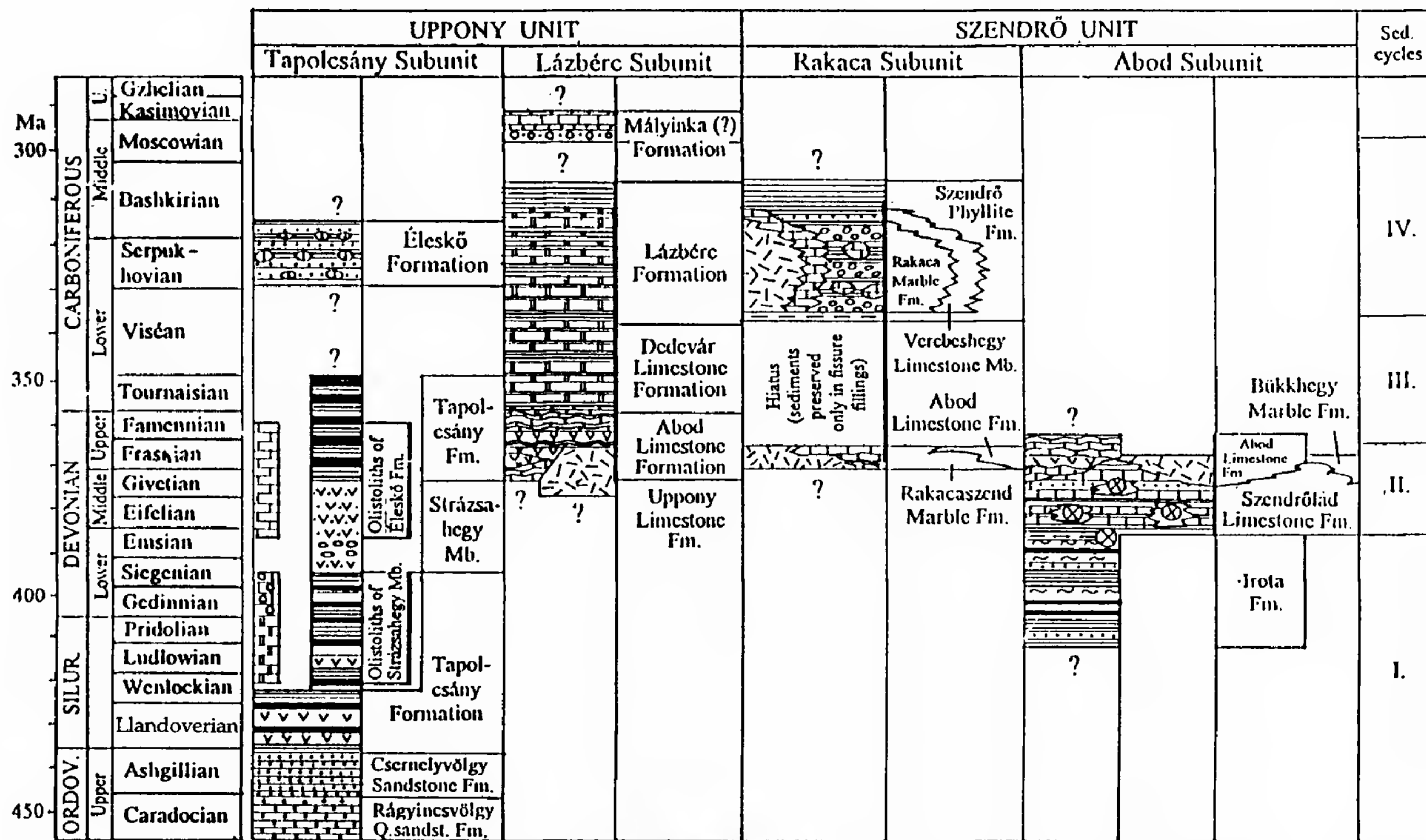 UPPONY UNIT
SZENDRŐ UNIT
Sed.
cycles
Tapolcsány Subunit
Lázbérc Subunit
Rakaca Subunit
Abod Subunit
Ma
300
350
400
450
CARBONIFEROUS
DEVONIAN
SILUR.
ORDOV.
U.
Middle
Lower
Upper
Middle
Lower
Upper
Gzhelian
Kasimovian
Moscowian
Dashkirian
Serpuk-
hovian
Viséan
Tournaisian
Famennian
Frasnian
Givetian
Eifelian
Emsian
Siegenian
Gedinnian
Pridolian
Ludlowian
Wenlockian
Llandoverian
Ashgillian
Caradocian
?
Éleskő
Formation
?
?
Tapol-
csány
Fm.
Olistoliths of
Éleskő Fm.
Strázsa-
hegy
Mb.
Olistoliths of
Strázsahegy Mb.
Tapol-
csány
Formation
Csernelyvölgy
Sandstone Fm.
Rágyincsvölgy
Q.sandst. Fm.
?
Mályinka (?)
Formation
?
Lázbérc
Formation
Dedevár
Limestone
Formation
Abod
Limestone
Formation
?
?
Uppony
Limestone
Fm.
?
Szendrő
Phyllite
Fm.
Rakaca
Marble
Fm.
Verebeshegy
Limestone Mb.
Hiatus
(sediments
preserved
only in fissure
fillings)
Abod
Limestone Fm.
?
Rakacaszend
Marble Fm.
?
Bükkhegy
Marble Fm.
Abod
Limestone
Fm
Szendrőlád
Limestone Fm.
Irota
Fm.
?
IV.
III.
II.
I.